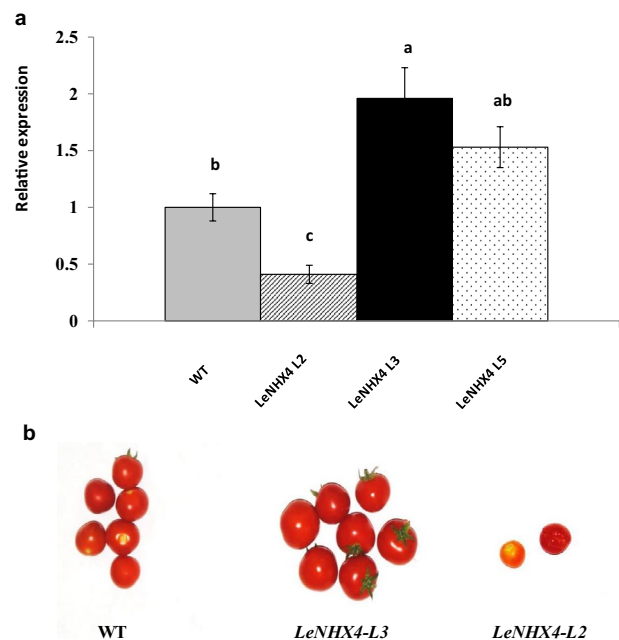 a
Relative expression
2.5
2
1.5
1
0.5
0
b
c
a
ab
WT
LeNHX4 L2
LeNHX4 L3
LeNHX4 L5
b
WT
LeNHX4-L3
LeNHX4-L2